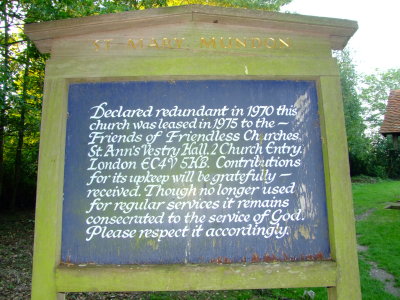 ST. MARY, MUNDON
Declared redundant in 1970 this
church was leased in 1975 to the –
Friends of Friendless Churches,
St. Ann's Vestry Hall, 2 Church Entry,
London EC4V 5HB. Contributions
for its upkeep will be gratefully –
received. Though no longer used
for regular services it remains
consecrated to the service of God.
Please respect it accordingly.